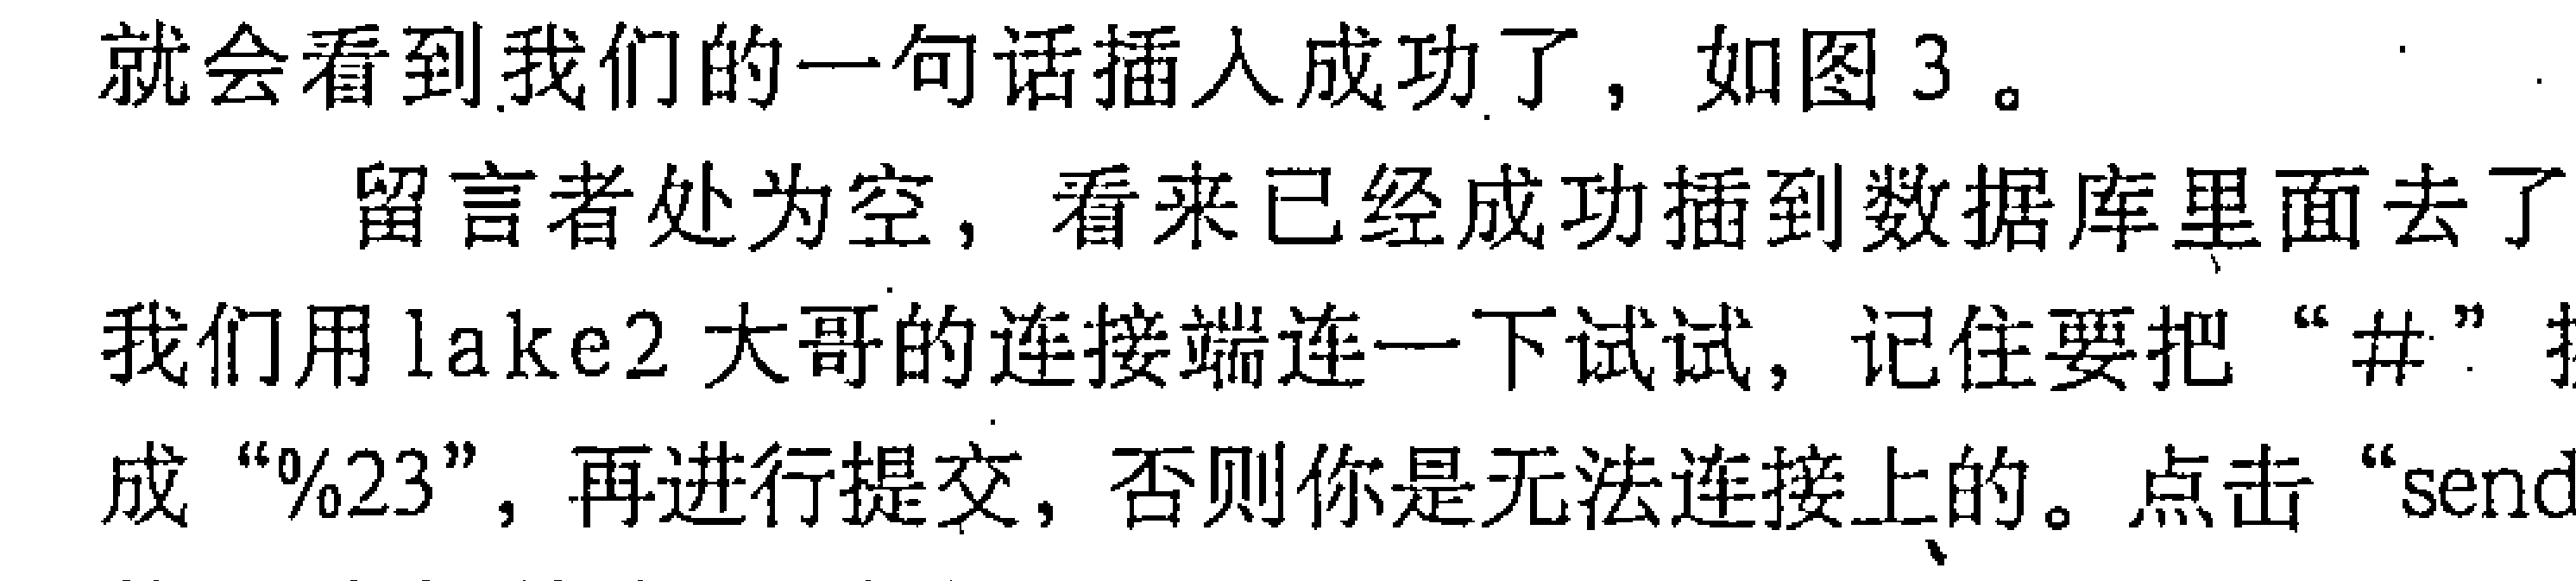 就会看到我们的一句话插入成功了，如图3。
留言者处为空，看来已经成功插到数据库里面去了
我们用lake2大哥的连接端连一下试试，记住要把“#”
成“%23”，再进行提交，否则你是无法连接上的。点击“send